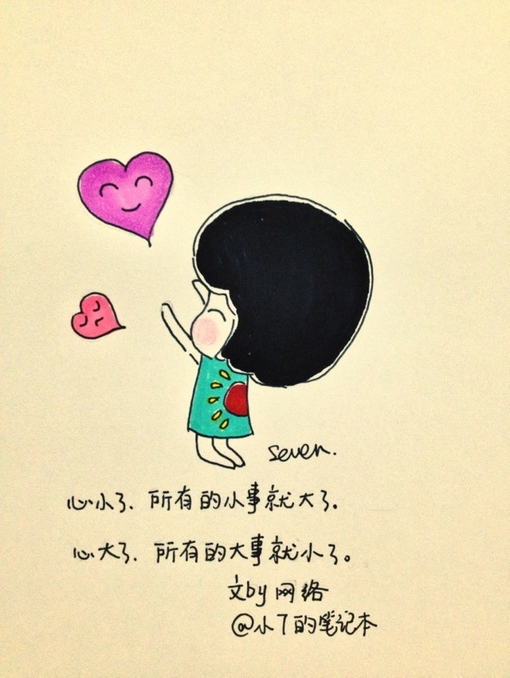 seven.
心小了、所有的小事就大了。
心大了、所有的大事就小了。
文by网络
@小丁的笔记本